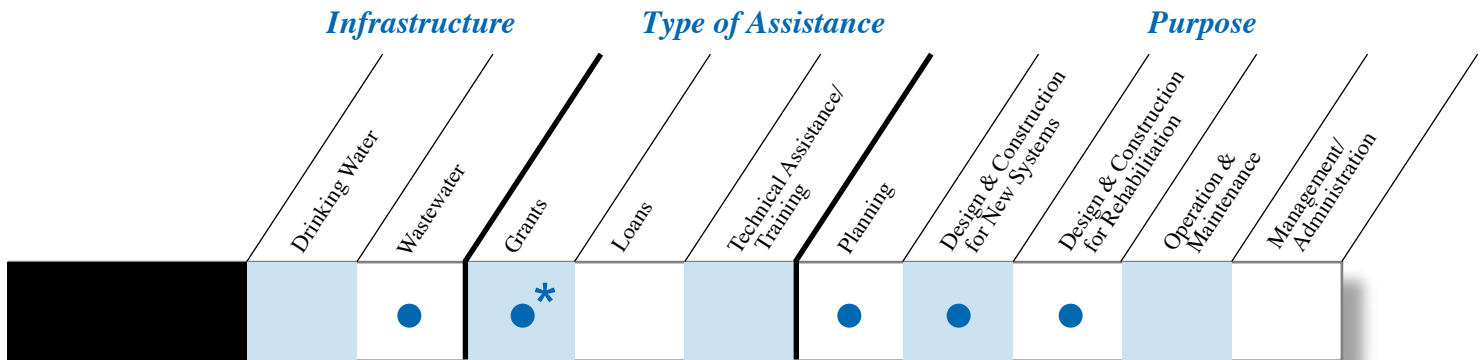 Infrastructure
Type of Assistance
Purpose
Drinking Water
Wastewater
Grants
Loans
Technical Assistance/
Training
Planning
Design & Construction
for New Systems
Design & Construction
for Rehabilitation
Operation &
Maintenance
Management/
Administration
*